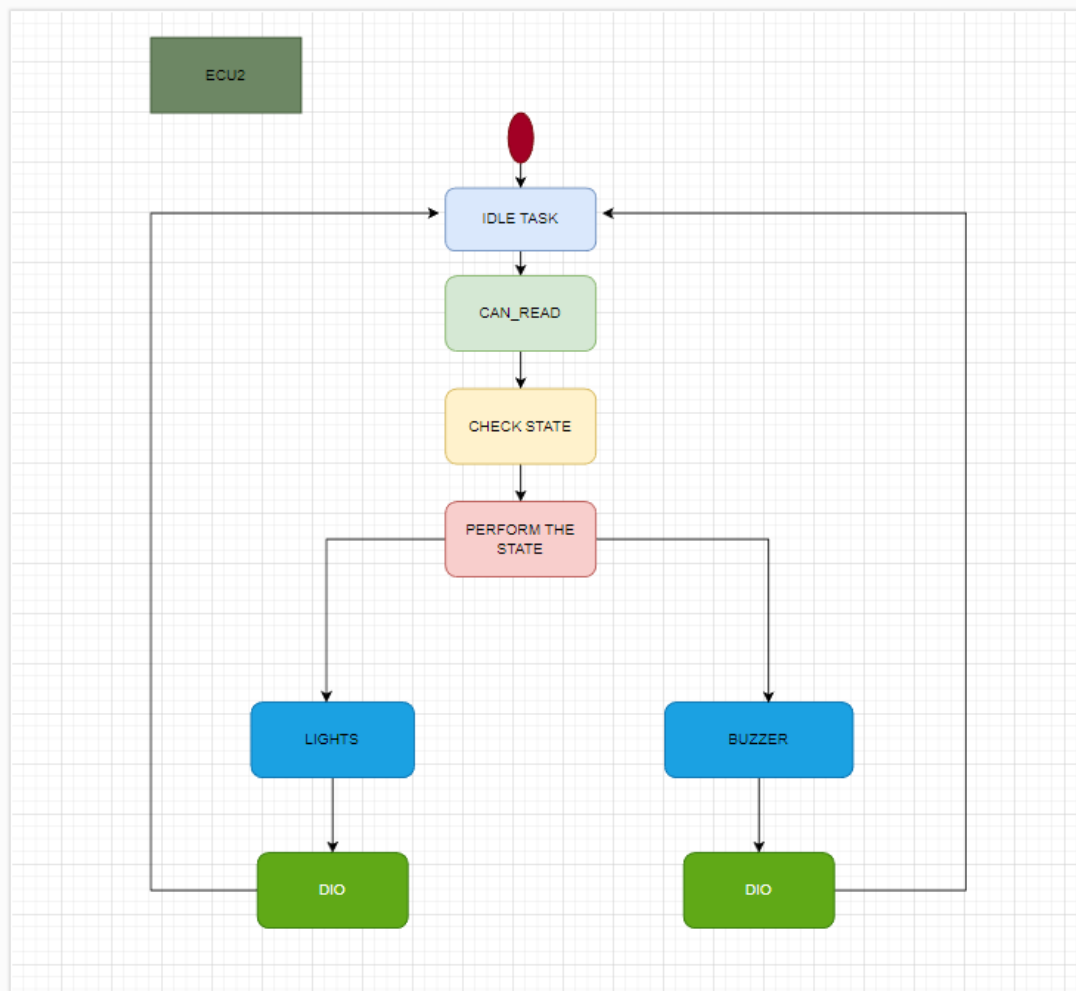 ECU2
IDLE TASK
CAN_READ
CHECK STATE
PERFORM THE
STATE
LIGHTS
BUZZER
DIO
DIO